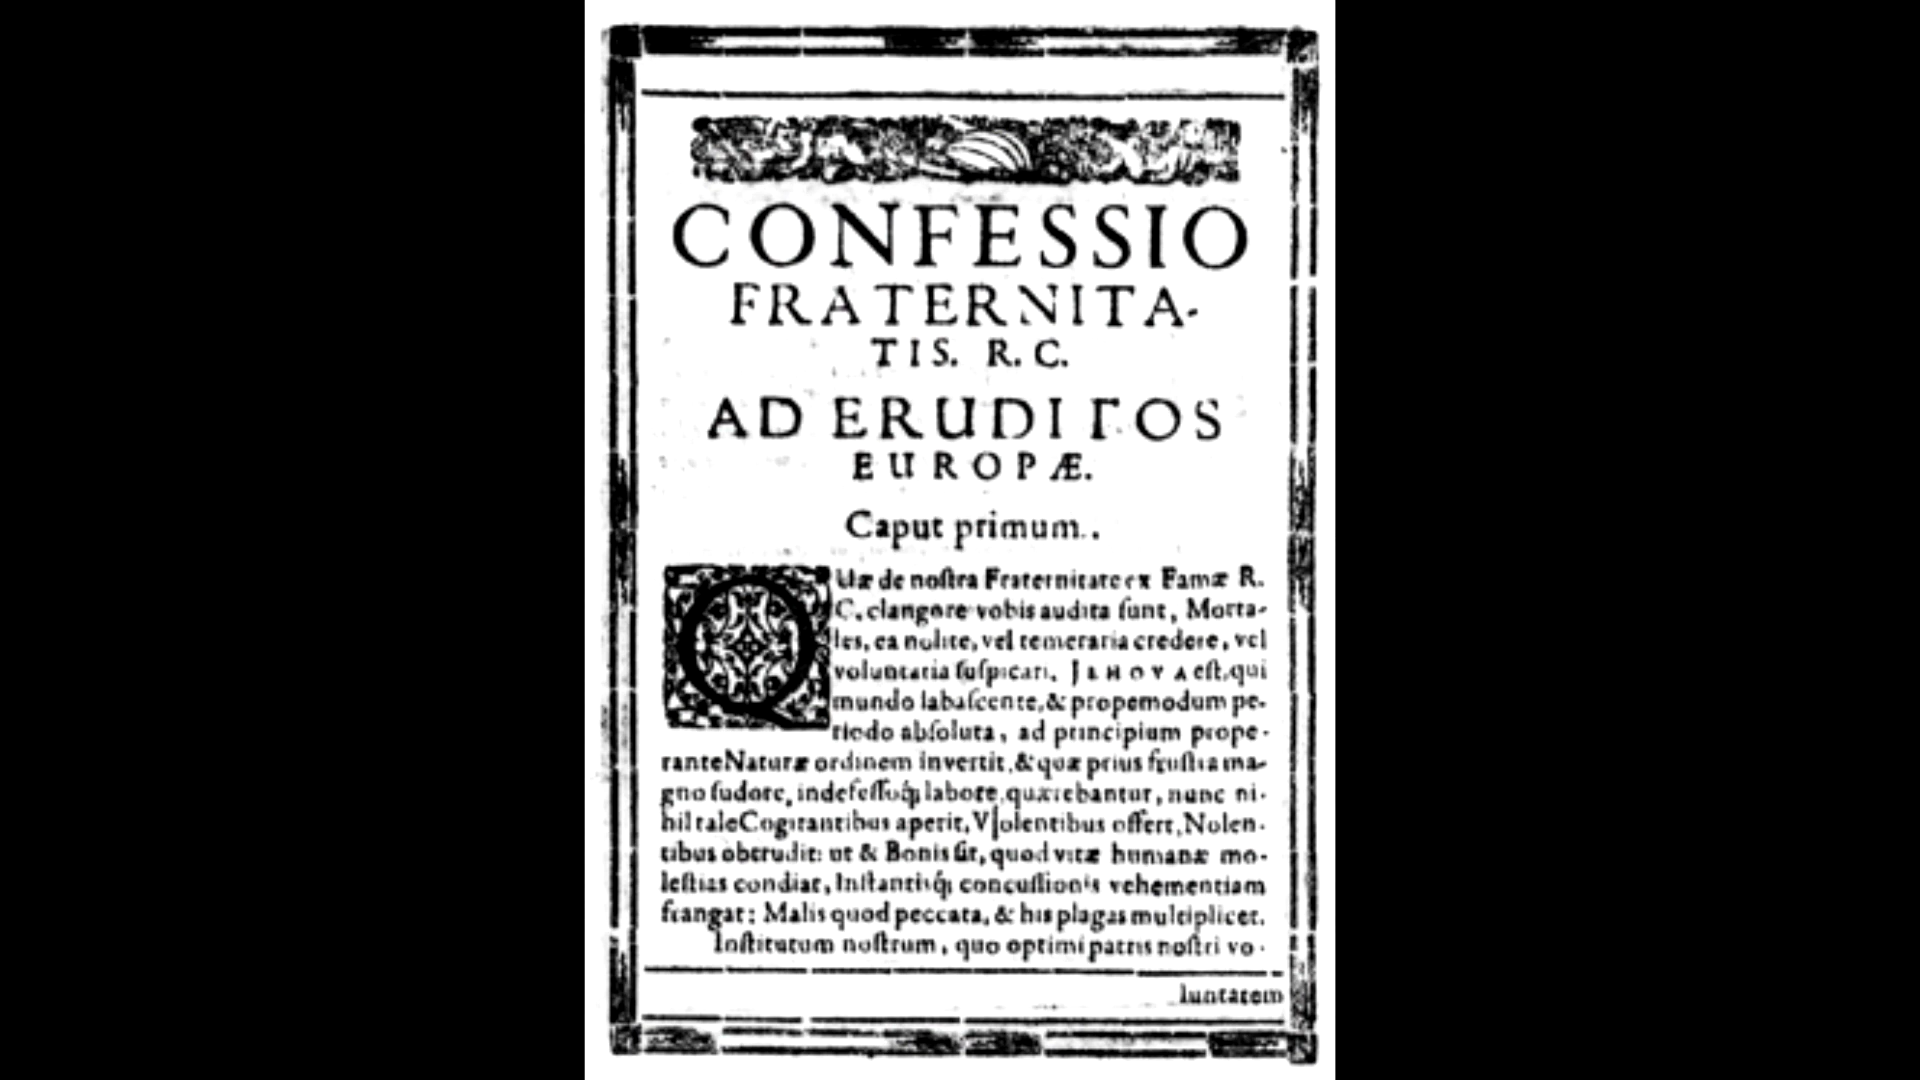 CONFESSIO
FRATERNITA-
TIS. R. C.
AD ERUDITOS
EUROPÆ.
Caput primum.
QUæ de noſtra Fraternitate ex Famæ R.
C. clangore vobis audita ſunt, Morta-
les, ea nolite, vel temeraria credere, vel
voluntaria ſuſpicari. JEHOVA eſt, qui
mundo labaſcente, & propemodum pe-
riodo abſoluta, ad principium prope-
rante Naturæ ordinem invertit, & quæ prius fruſtra ma-
gno ſudore, indefeſſoq́; labore, quærebantur, nunc ni-
hil tale Cogitantibus aperit, Volentibus offert, Nolen-
tibus obtrudit: ut & Bonis ſit, quod vitæ humanæ mo-
leſtias condiat, Inſtantiſq́; concuſſionis vehementiam
frangat: Malis quod peccata, & his plagas multiplicet.
Inſtitutum noſtrum, quo optimi patris noſtri vo-
luntatem